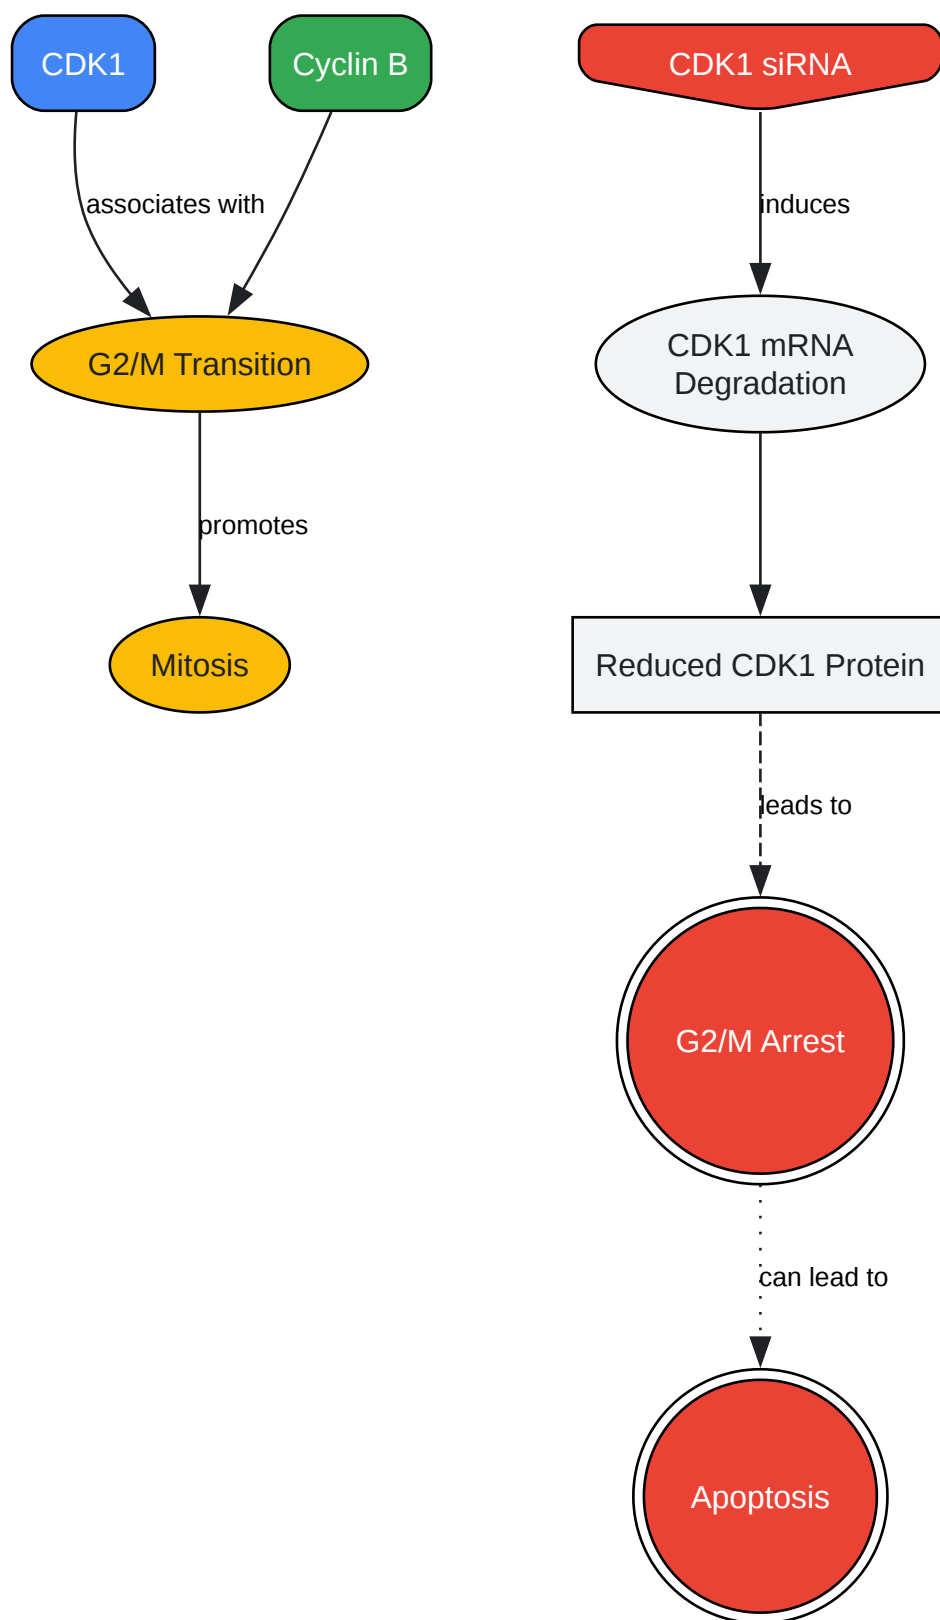 CDK1
Cyclin B
CDK1 siRNA
associates with
induces
G2/M Transition
CDK1 mRNA
Degradation
promotes
Mitosis
Reduced CDK1 Protein
leads to
G2/M Arrest
can lead to
Apoptosis